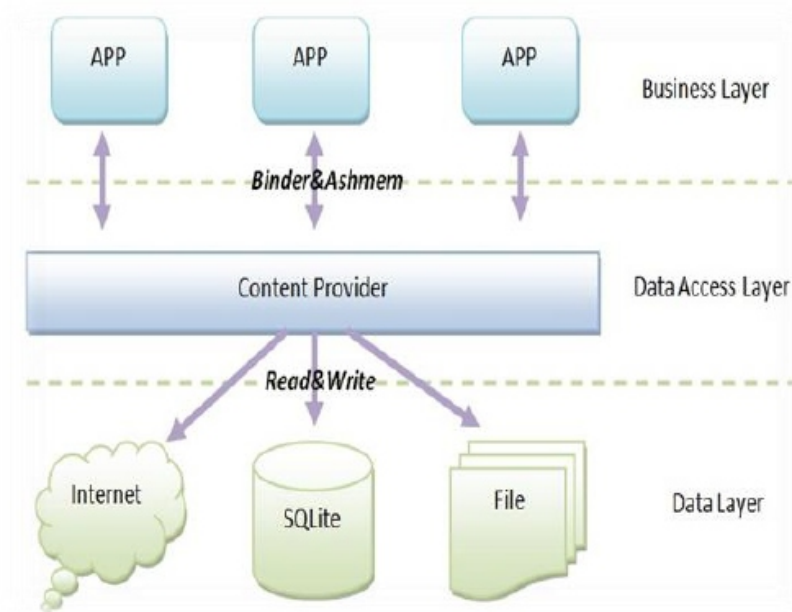 APP
APP
APP
Business Layer
Binder&Ashmem
Content Provider
Data Access Layer
Read&Write
Internet
SQLite
File
Data Layer